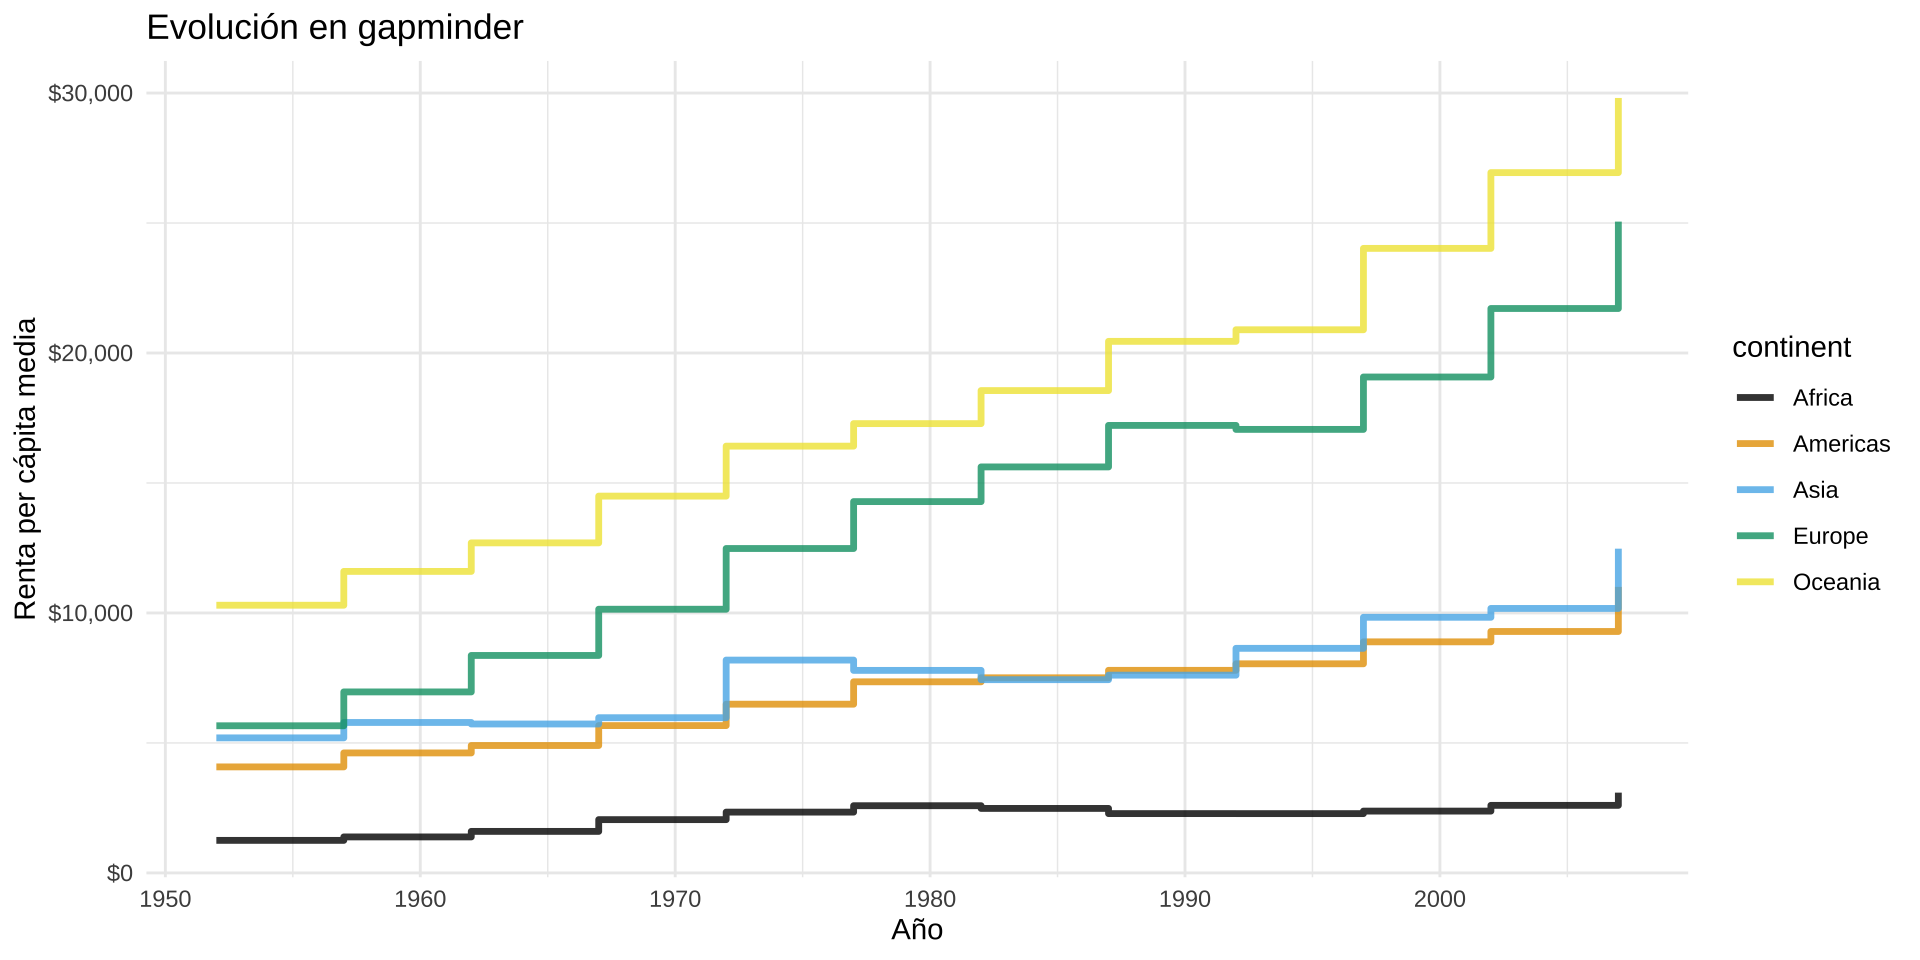 Evolución en gapminder
Renta per cápita media
$30,000
$20,000
$10,000
$0
1950 1960 1970 1980 1990 2000
Año
continent
Africa
Americas
Asia
Europe
Oceania